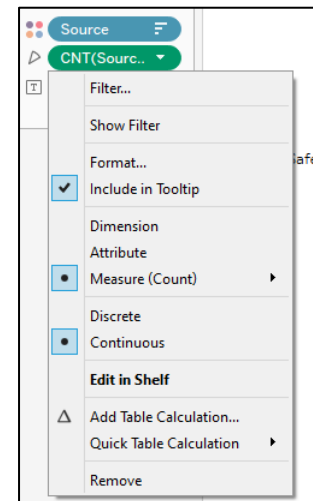 Source
CNT(Sourc..
T
Filter...
Show Filter
Format...
Safe
Include in Tooltip
Dimension
Attribute
Measure (Count)
Discrete
Continuous
Edit in Shelf
Add Table Calculation...
Quick Table Calculation
Remove